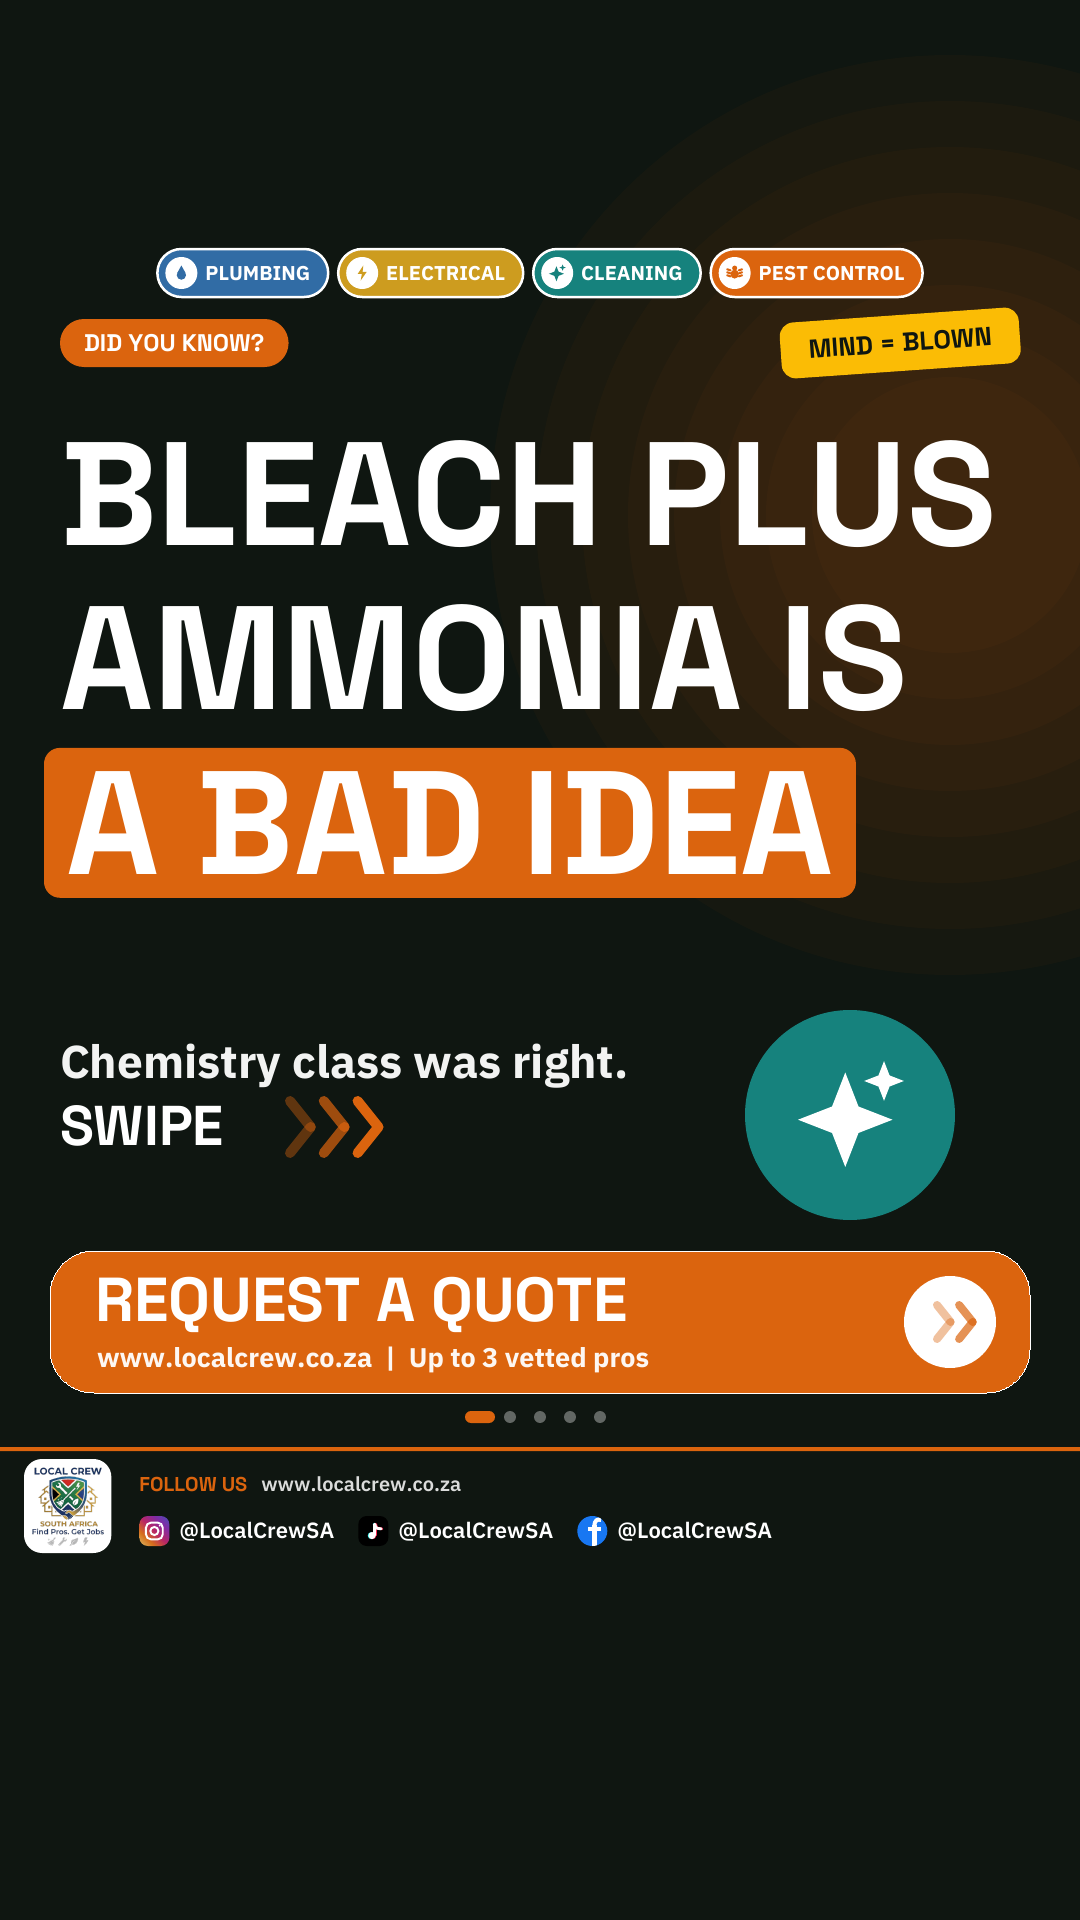 PLUMBING ELECTRICAL CLEANING PEST CONTROL
DID YOU KNOW?
MIND = BLOWN
BLEACH PLUS
AMMONIA IS
A BAD IDEA
Chemistry class was right.
SWIPE
REQUEST A QUOTE
www.localcrew.co.za | Up to 3 vetted pros
LOCAL CREW
SOUTH AFRICA
Find Pros. Get Jobs
FOLLOW US www.localcrew.co.za
@LocalCrewSA @LocalCrewSA @LocalCrewSA